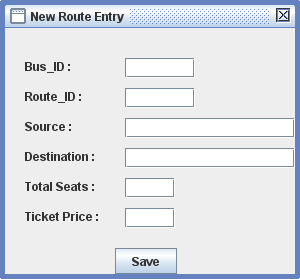 New Route Entry
Bus_ID :
Route_ID :
Source :
Destination :
Total Seats :
Ticket Price :
Save